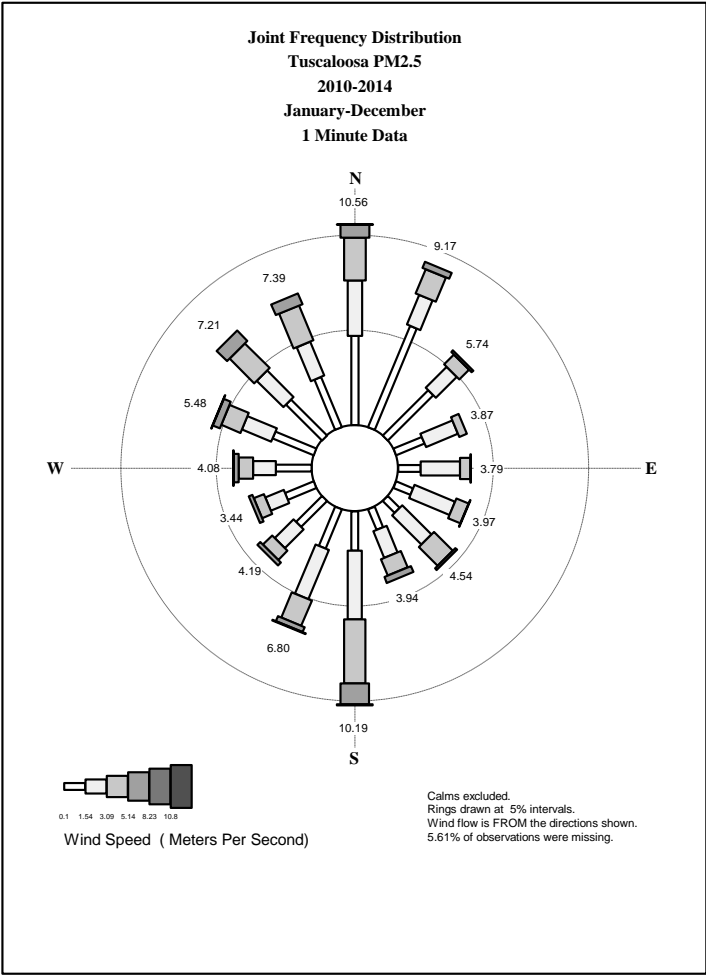 Joint Frequency Distribution
Tuscaloosa PM2.5
2010-2014
January-December
1 Minute Data
N
10.56
9.17
7.39
7.21
5.74
5.48
3.87
W
4.08
3.79
E
3.44
3.97
4.19
4.54
3.94
6.80
10.19
S
0.1 1.54 3.09 5.14 8.23 10.8
Wind Speed ( Meters Per Second)
Calms excluded.
Rings drawn at 5% intervals.
Wind flow is FROM the directions shown.
5.61% of observations were missing.